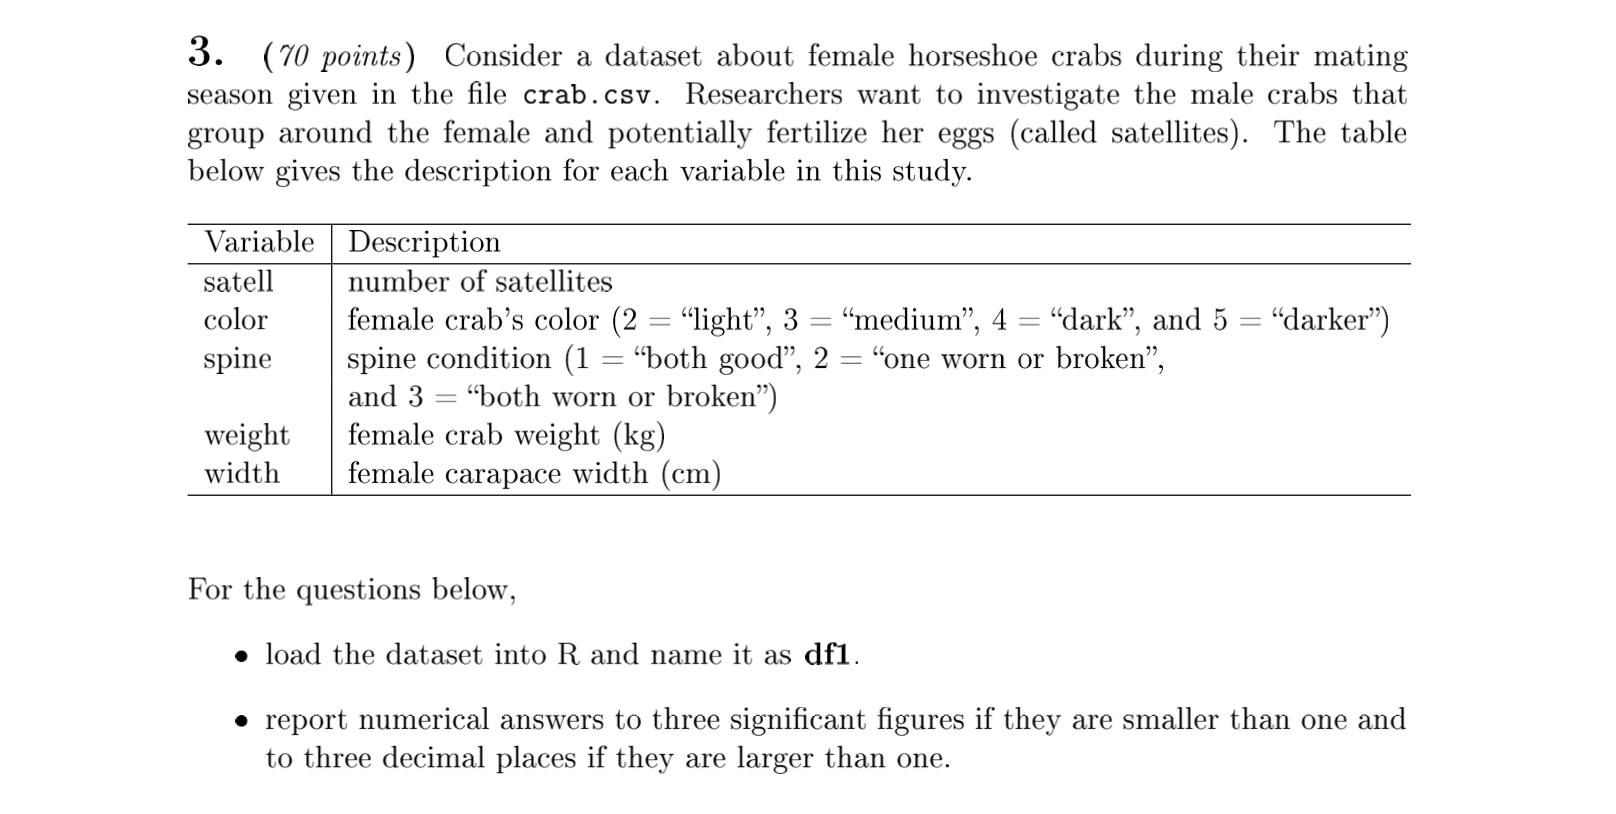 3. (70 points) Consider a dataset about female horseshoe crabs during their mating
season given in the file crab.csv. Researchers want to investigate the male crabs that
group around the female and potentially fertilize her eggs (called satellites). The table
below gives the description for each variable in this study.
Variable Description
satell number of satellites
color female crab's color (2 = “light”, 3 = “medium”, 4 = “dark”, and 5 = “darker”)
spine spine condition (1 = “both good”, 2 = “one worn or broken”,
and 3 = “both worn or broken”)
weight female crab weight (kg)
width female carapace width (cm)
For the questions below,
• load the dataset into R and name it as df1.
• report numerical answers to three significant figures if they are smaller than one and
to three decimal places if they are larger than one.